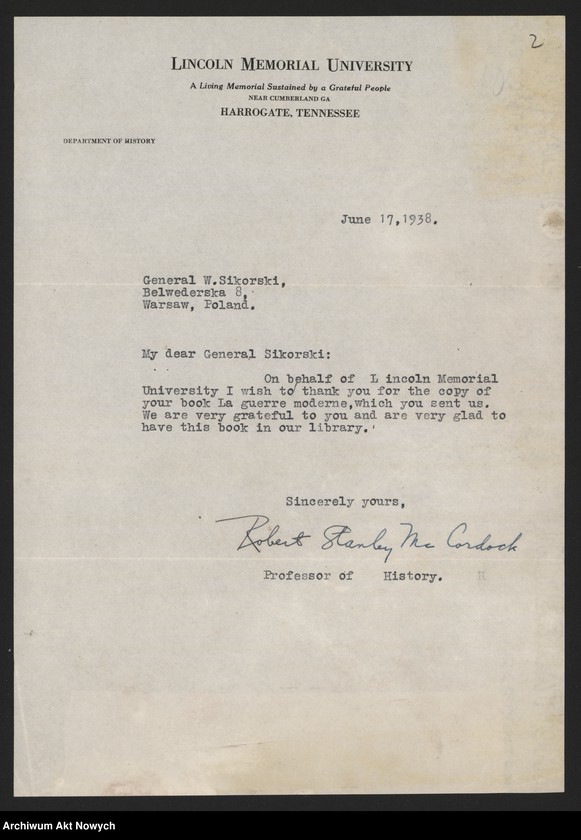 2
LINCOLN MEMORIAL UNIVERSITY
A Living Memorial Sustained by a Grateful People
NEAR CUMBERLAND GA
HARROGATE, TENNESSEE
DEPARTMENT OF HISTORY
June 17,1938.
General W.Sikorski,
Belwederska 8,
Warsaw, Poland.
My dear General Sikorski:
On behalf of L incoln Memorial
University I wish to thank you for the copy of
your book La guerre moderne,which you sent us.
We are very grateful to you and are very glad to
have this book in our library.
Sincerely yours,
Robert Stanley Mc Cordock
Professor of History.
Archiwum Akt Nowych